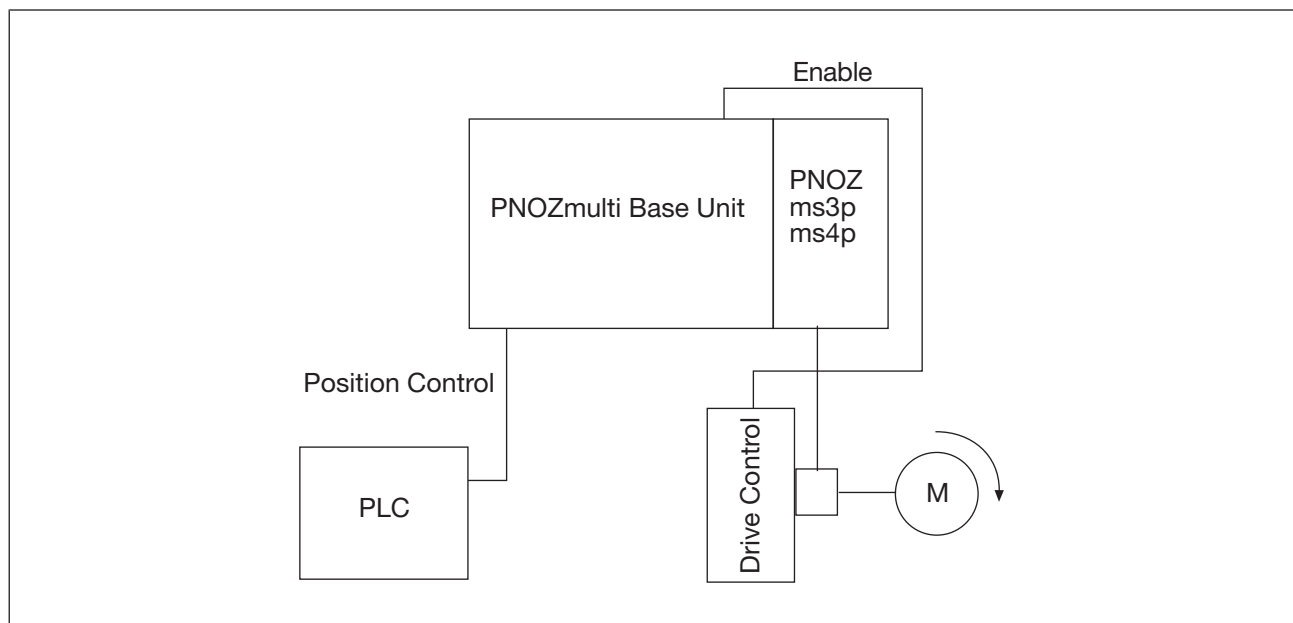 Enable
PNOZmulti Base Unit
PNOZ
ms3p
ms4p
Position Control
PLC
Drive Control
M